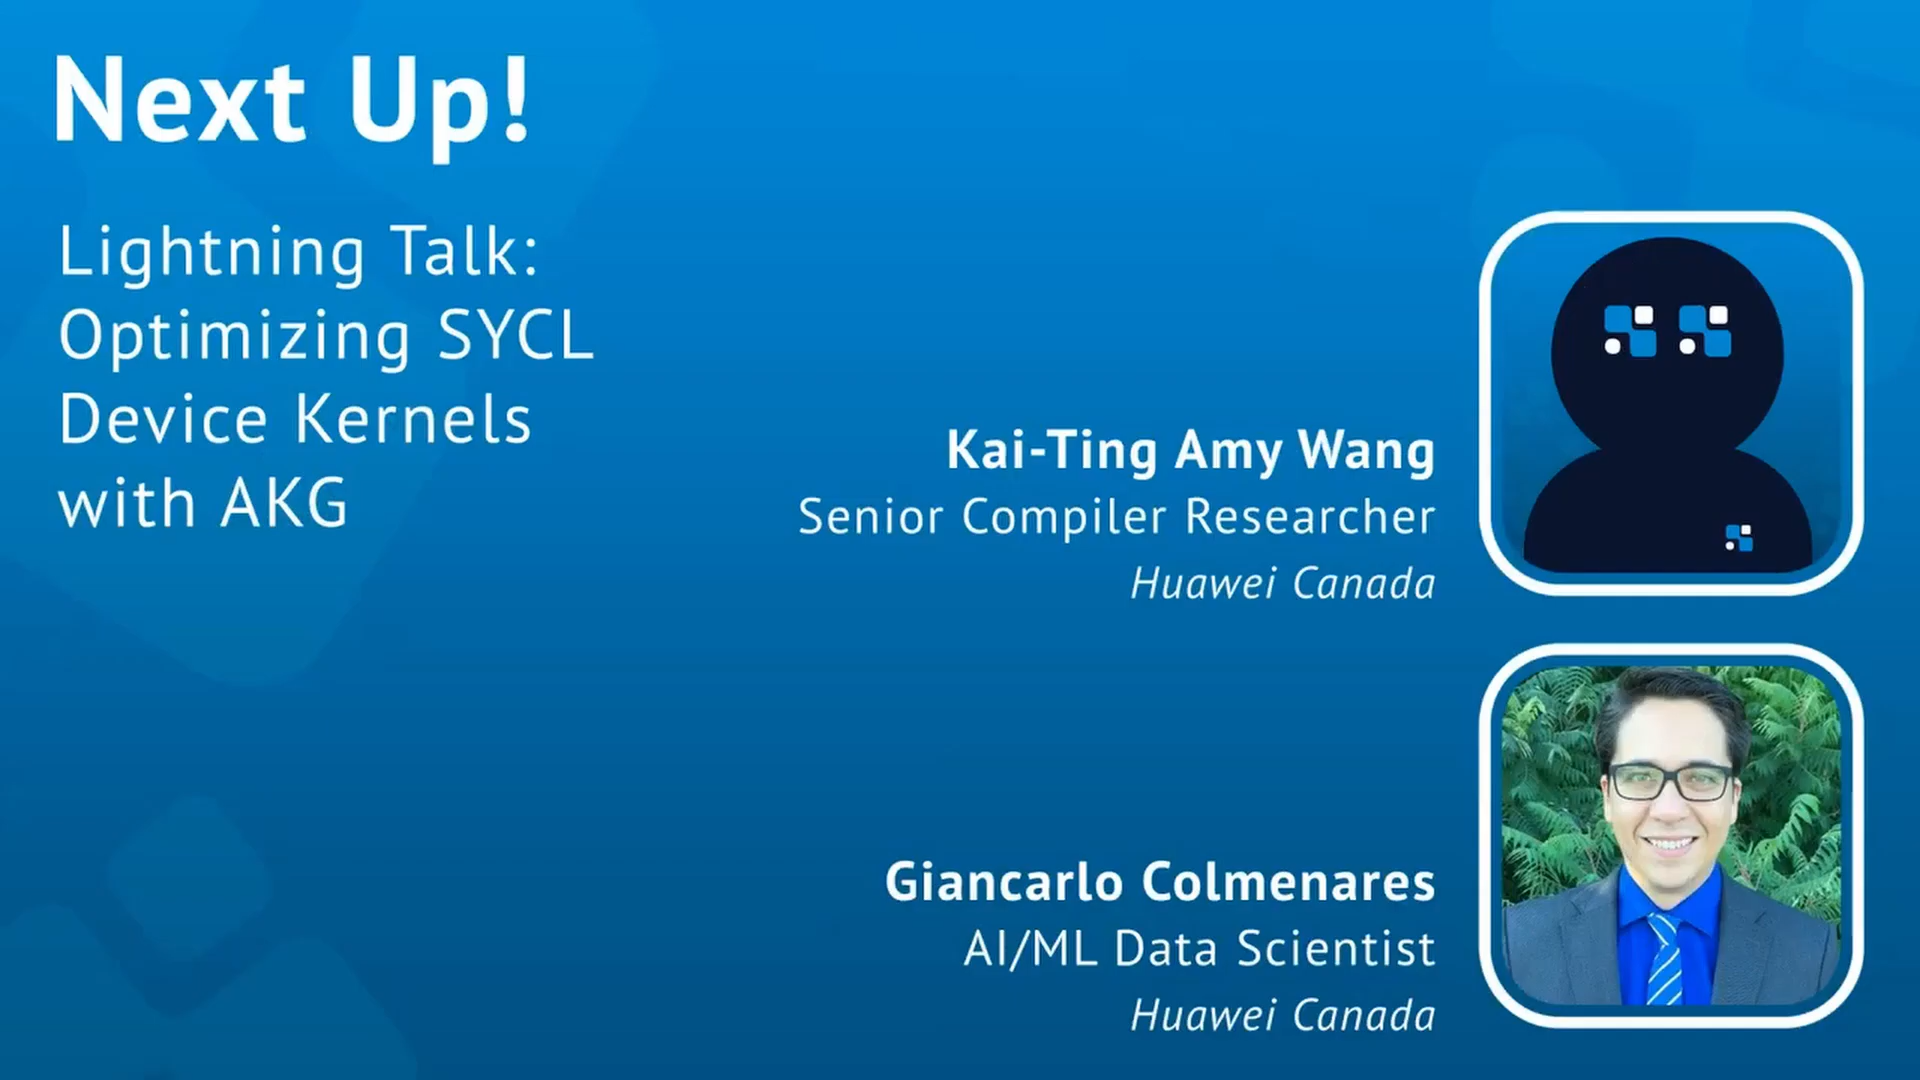 Next Up!
Lightning Talk:
Optimizing SYCL
Device Kernels
with AKG
Kai-Ting Amy Wang
Senior Compiler Researcher
Huawei Canada
Giancarlo Colmenares
AI/ML Data Scientist
Huawei Canada